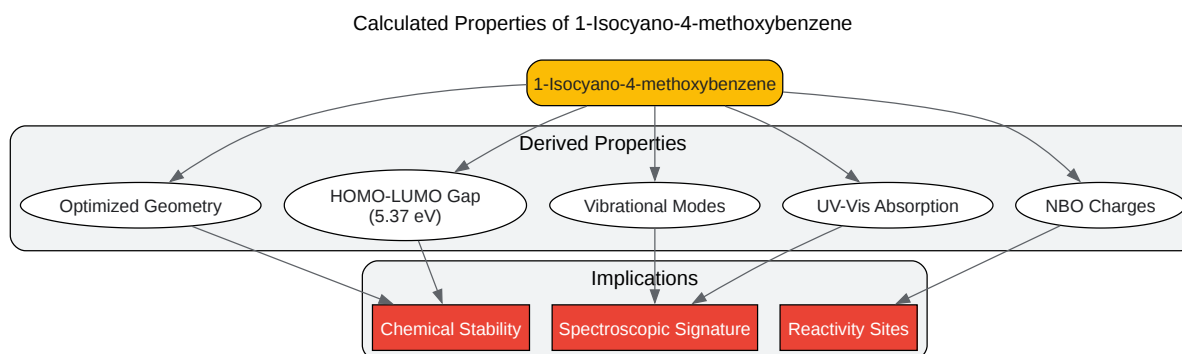 Calculated Properties of 1-Isocyano-4-methoxybenzene
1-Isocyano-4-methoxybenzene
Derived Properties
Optimized Geometry
HOMO-LUMO Gap
(5.37 eV)
Vibrational Modes
UV-Vis Absorption
NBO Charges
Implications
Chemical Stability
Spectroscopic Signature
Reactivity Sites